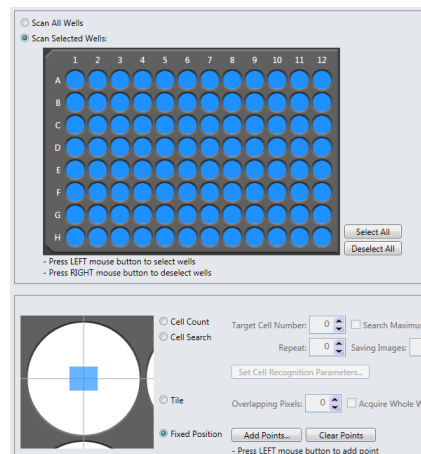 Scan All Wells
Scan Selected Wells:
1 2 3 4 5 6 7 8 9 10 11 12
A
B
C
D
E
F
G
H
Select All
Deselect All
- Press LEFT mouse button to select wells
- Press RIGHT mouse button to deselect wells
Cell Count
Target Cell Number: 0 Search Maximu
Cell Search
Repeat: 0 Saving Images:
Set Cell Recognition Parameters...
Tile
Overlapping Pixels: 0 Acquire Whole W
Fixed Position
Add Points... Clear Points
- Press LEFT mouse button to add point